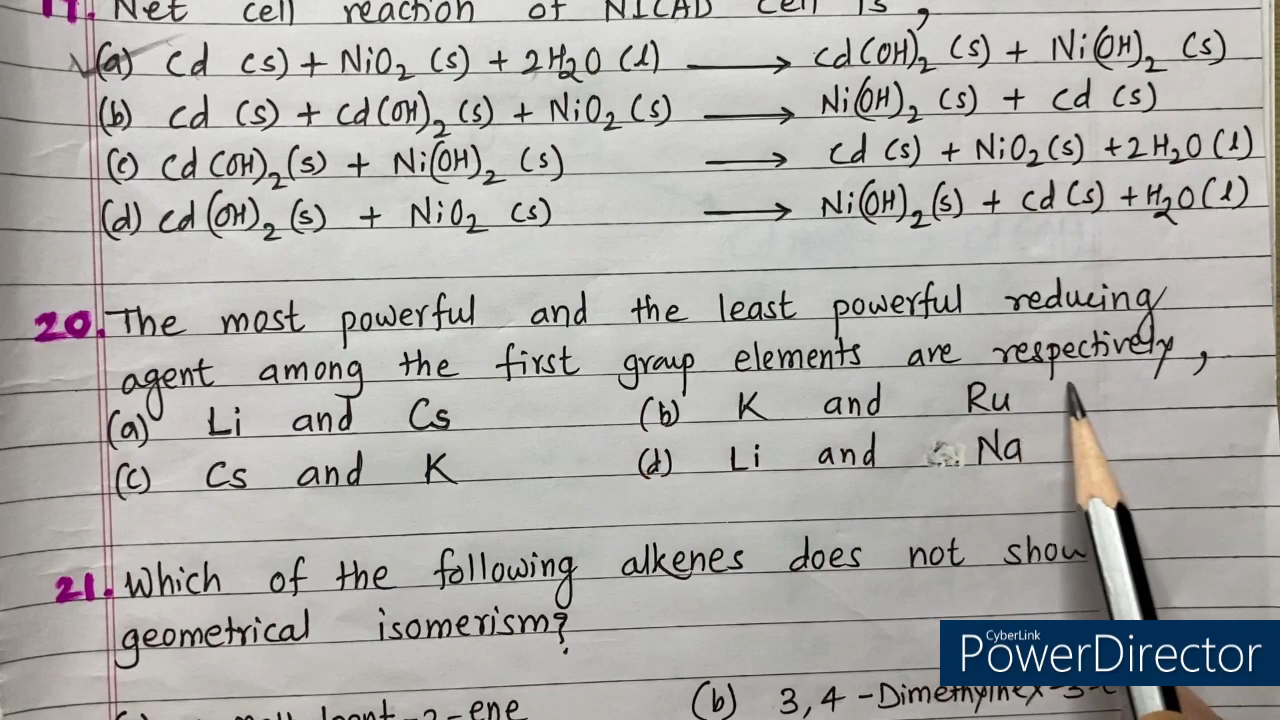 Net cell reaction of NICAD cell is,
(a) Cd (s) + NiO2 (s) + 2H2O (l) ⟶ Cd(OH)2 (s) + Ni(OH)2 (s)
(b) Cd (s) + Cd(OH)2 (s) + NiO2 (s) ⟶ Ni(OH)2 (s) + Cd (s)
(c) Cd(OH)2 (s) + Ni(OH)2 (s) ⟶ Cd (s) + NiO2(s) + 2H2O(l)
(d) Cd(OH)2 (s) + NiO2 (s) ⟶ Ni(OH)2(s) + Cd(s) + H2O(l)
20. The most powerful and the least powerful reducing
agent among the first group elements are respectively,
(a) Li and Cs (b) K and Ru
(c) Cs and K (d) Li and Na
21. Which of the following alkenes does not show
geometrical isomerism?
(b) 3,4-
CyberLink
PowerDirector